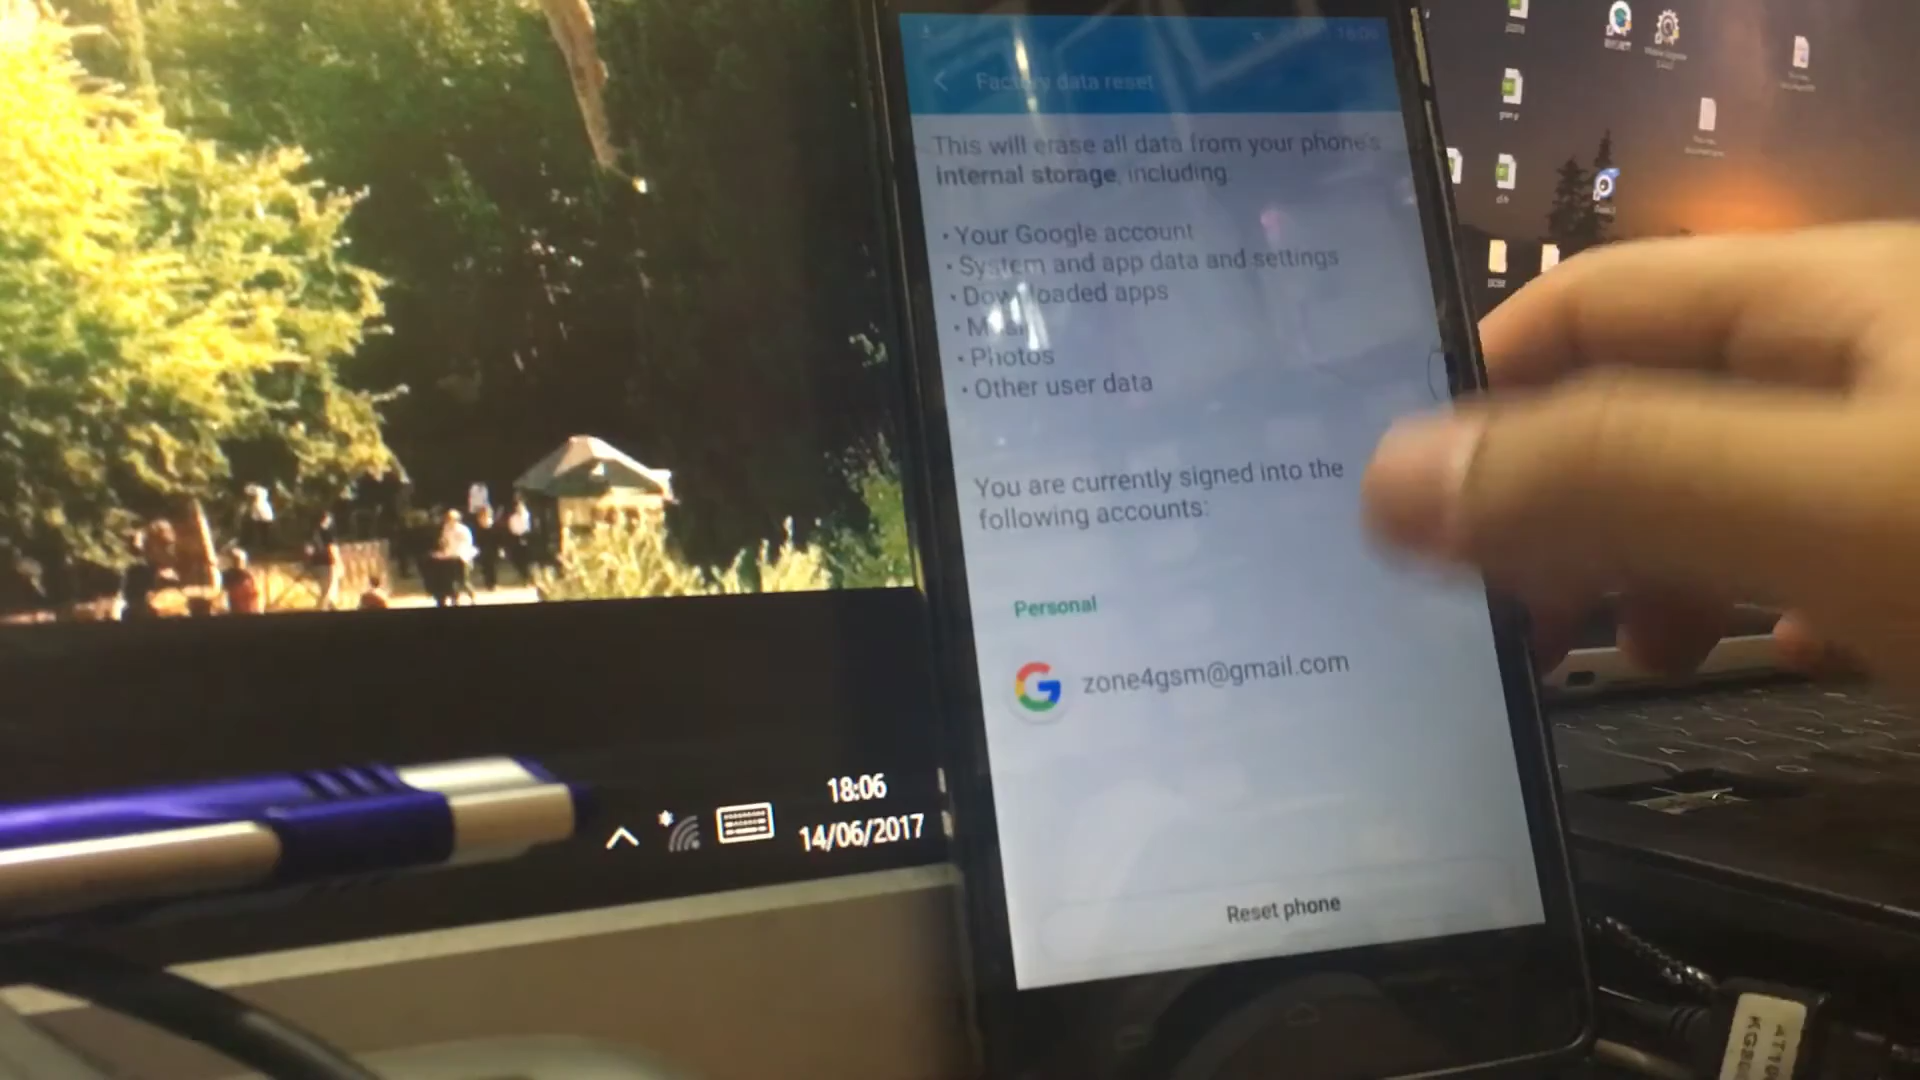 Factory data reset
This will erase all data from your phone's
internal storage, including:
• Your Google account
• System and app data and settings
• Downloaded apps
• Music
• Photos
• Other user data
You are currently signed into the
following accounts:
Personal
zone4gsm@gmail.com
Reset phone
18:06
14/06/2017